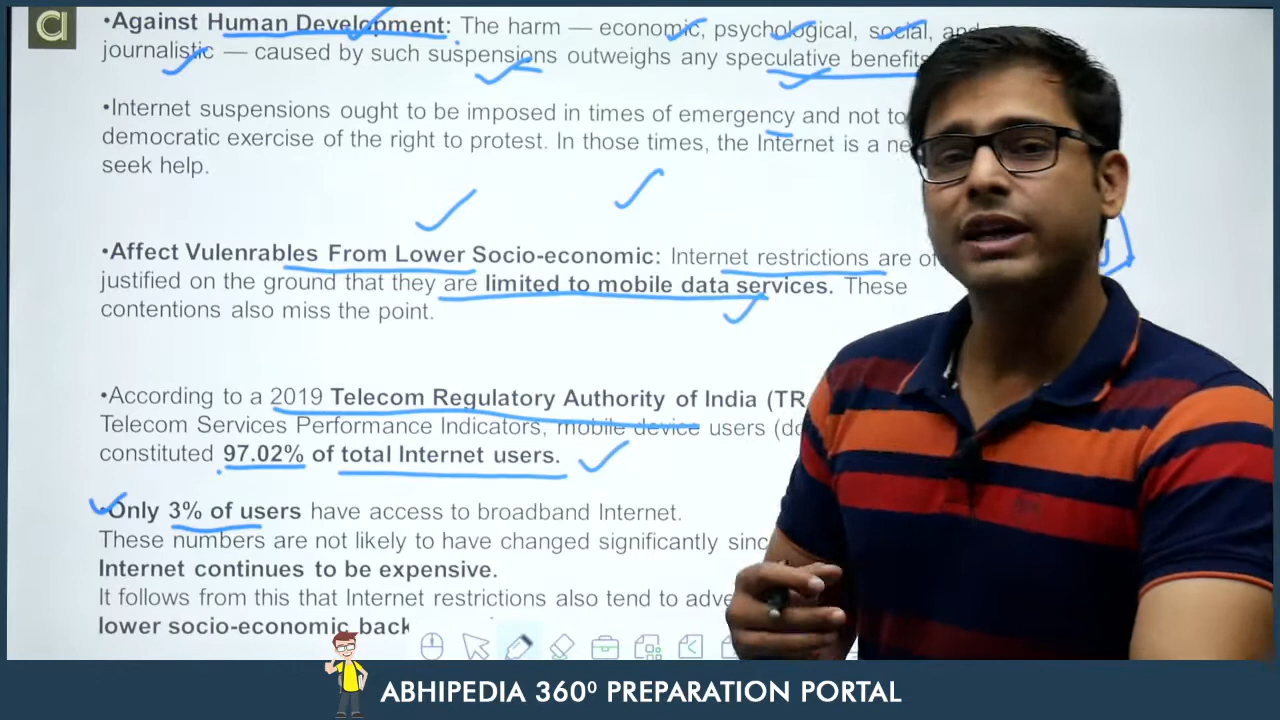 •Against Human Development: The harm — economic, psychological, social, and
journalistic — caused by such suspensions outweighs any speculative benefits
•Internet suspensions ought to be imposed in times of emergency and not to
democratic exercise of the right to protest. In those times, the Internet is a
seek help.
•Affect Vulenrables From Lower Socio-economic: Internet restrictions are
justified on the ground that they are limited to mobile data services. These
contentions also miss the point.
•According to a 2019 Telecom Regulatory Authority of India
Telecom Services Performance Indicators, mobile device users
constituted 97.02% of total Internet users.
•Only 3% of users have access to broadband Internet.
These numbers are not likely to have changed significantly
Internet continues to be expensive.
It follows from this that Internet restrictions also tend to
lower socio-economic
ABHIPEDIA 360⁰ PREPARATION PORTAL